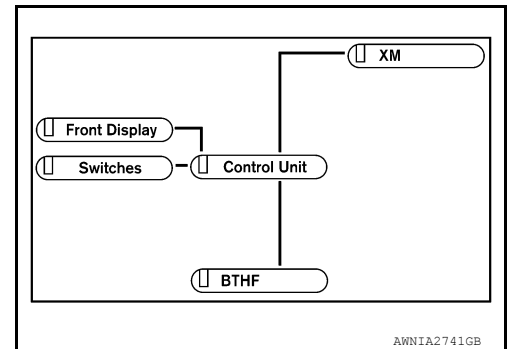 XM
Front Display
Switches
Control Unit
BTHF
AWNIA2741GB